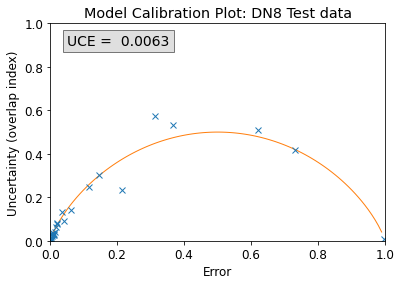 Model Calibration Plot: DN8 Test data
UCE =  0.0063
Uncertainty (overlap index)
1.0
0.8
0.6
0.4
0.2
0.0
0.0 0.2 0.4 0.6 0.8 1.0
Error